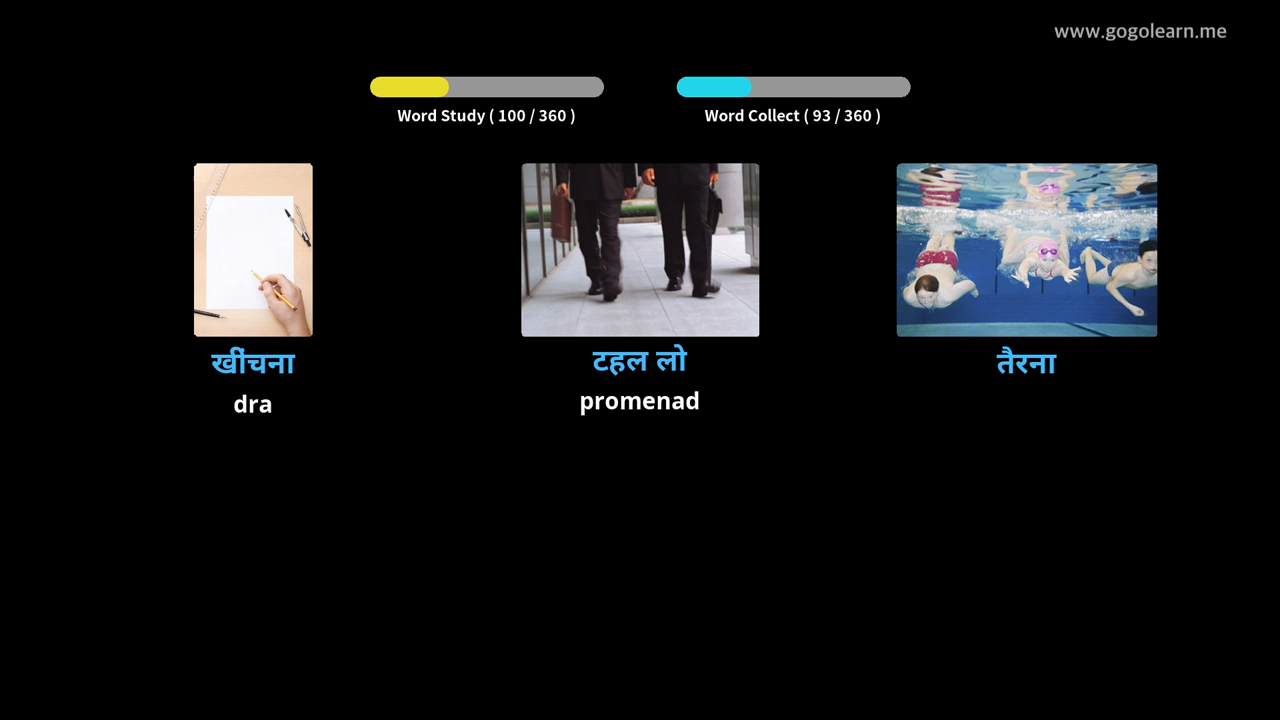 www.gogolearn.me
Word Study ( 100 / 360 )
Word Collect ( 93 / 360 )
खींचना
टहल लो
तैरना
dra
promenad